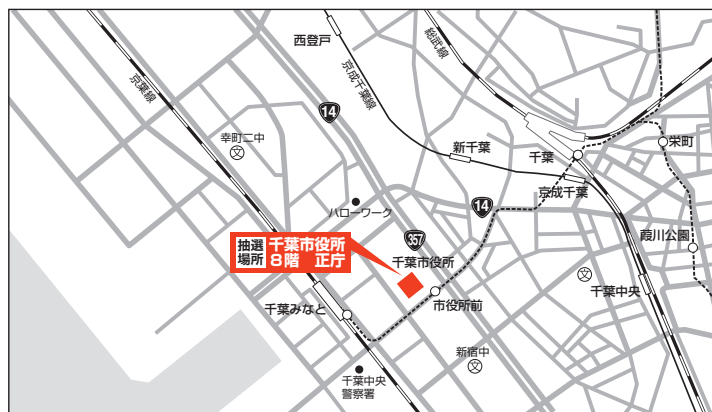 西登戸
総武線
京葉線
京成千葉線
14
幸町二中
文
新千葉
千葉
栄町
京成千葉
ハローワーク
14
357
葭川公園
抽選場所
千葉市役所
8階 正庁
千葉市役所
文
千葉中央
市役所前
千葉みなと
新宿中
文
千葉中央
警察署